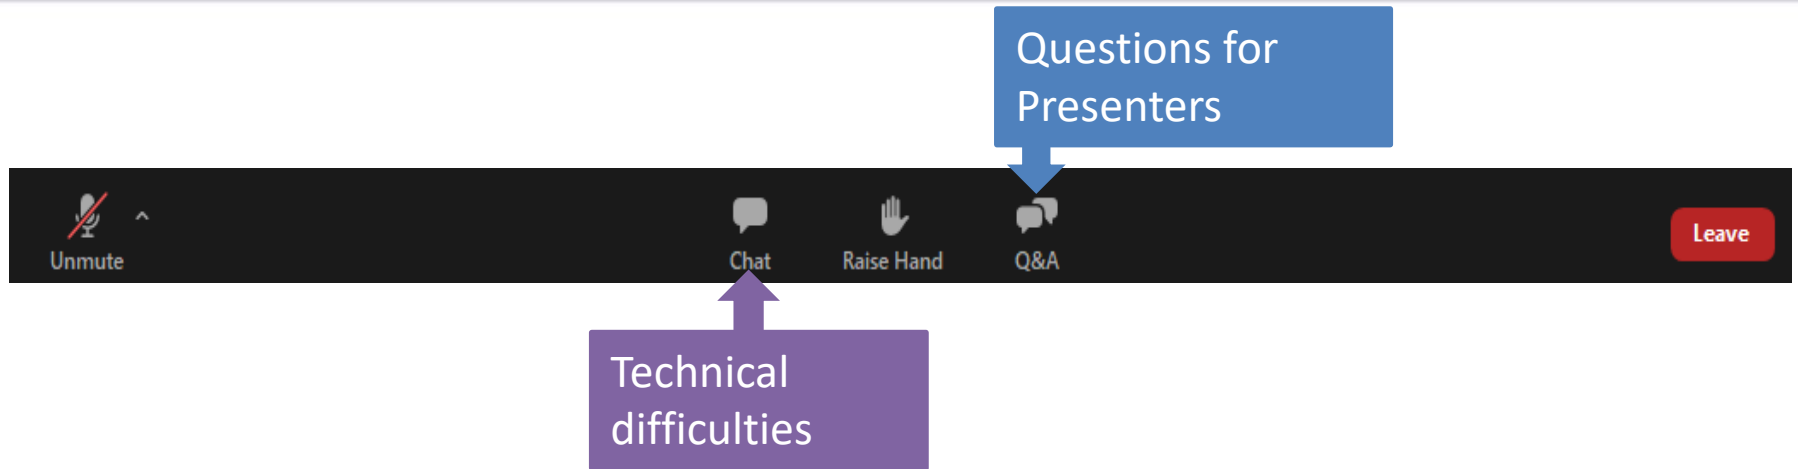 Questions for
Presenters
Unmute
Chat
Raise Hand
Q&A
Leave
Technical
difficulties